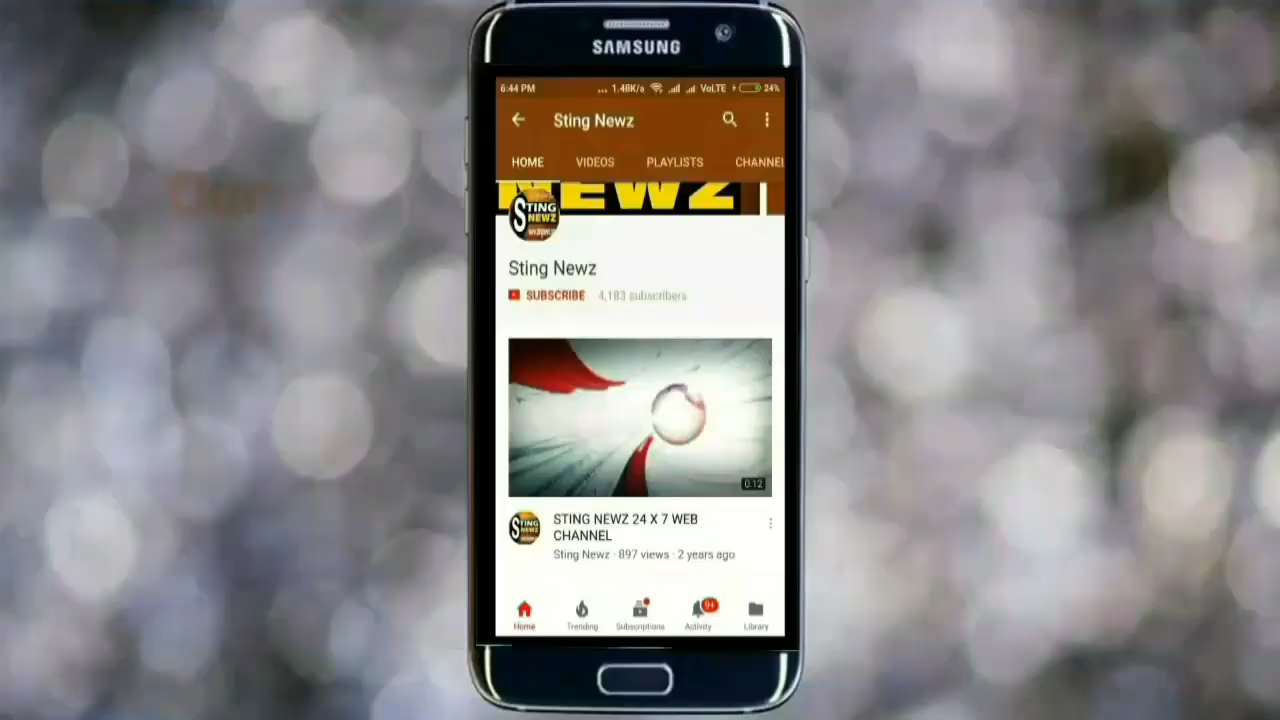 SAMSUNG
6:44 PM ... 1.48K/s VoLTE 24%
Sting Newz
HOME VIDEOS PLAYLISTS CHANNEL
NEWZ
STING
NEWZ
Sting Newz
SUBSCRIBE 4,183 subscribers
0:12
STING NEWZ 24 X 7 WEB
CHANNEL
STING
NEWZ
Sting Newz · 897 views · 2 years ago
9+
Home Trending Subscriptions Activity Library